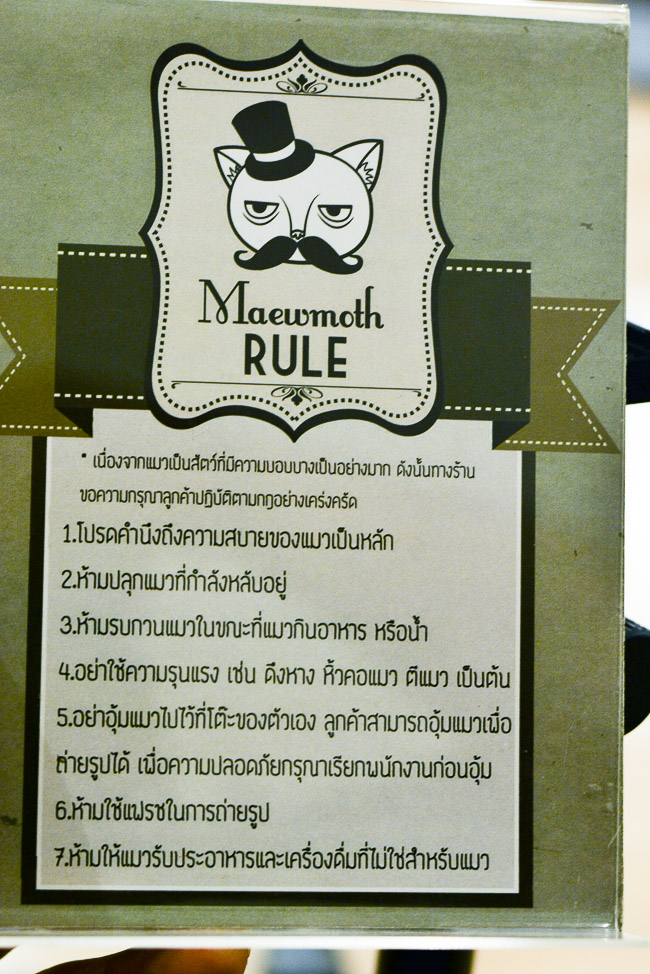 Maewmoth
RULE
* เนื่องจากแมวเป็นสัตว์ที่มีความบอบบางเป็นอย่างมาก ดังนั้นทางร้าน
ขอความกรุณาลูกค้าปฏิบัติตามกฎอย่างเคร่งครัด
1.โปรดคำนึงถึงความสบายของแมวเป็นหลัก
2.ห้ามปลุกแมวที่กำลังหลับอยู่
3.ห้ามรบกวนแมวในขณะที่แมวกินอาหาร หรือน้ำ
4.อย่าใช้ความรุนแรง เช่น ดึงหาง หิ้วคอแมว ตีแมว เป็นต้น
5.อย่าอุ้มแมวไปไว้ที่โต๊ะของตัวเอง ลูกค้าสามารถอุ้มแมวเพื่อ
ถ่ายรูปได้ เพื่อความปลอดภัยกรุณาเรียกพนักงานก่อนอุ้ม
6.ห้ามใช้แฟรชในการถ่ายรูป
7.ห้ามให้แมวรับประอาหารและเครื่องดื่มที่ไม่ใช่สำหรับแมว